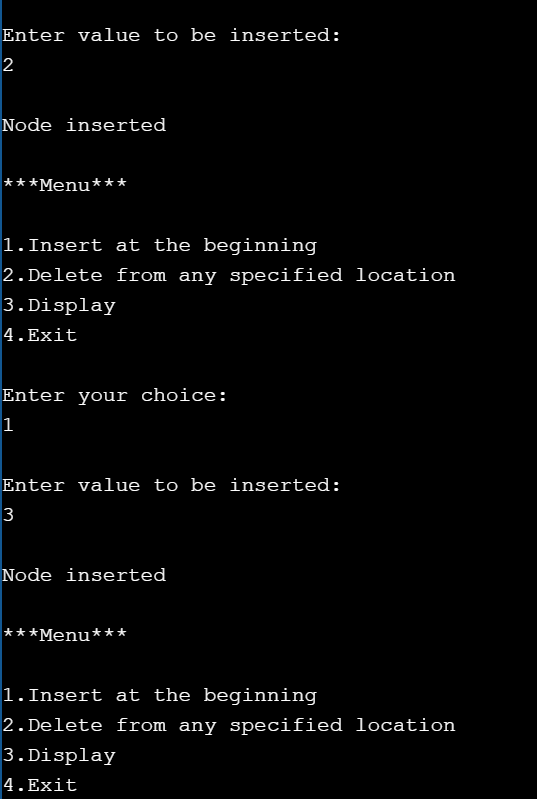 Enter value to be inserted:
2
Node inserted
***Menu***
1.Insert at the beginning
2.Delete from any specified location
3.Display
4.Exit
Enter your choice:
1
Enter value to be inserted:
3
Node inserted
***Menu***
1.Insert at the beginning
2.Delete from any specified location
3.Display
4.Exit